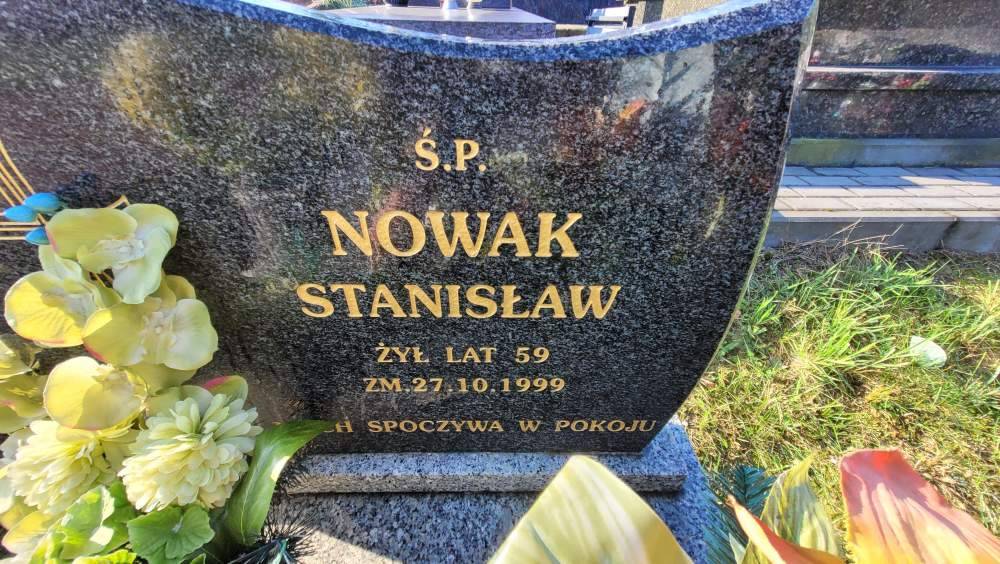 Ś.P.
NOWAK
STANISŁAW
ŻYŁ LAT 59
ZM.27.10.1999
SPOCZYWA W POKOJU